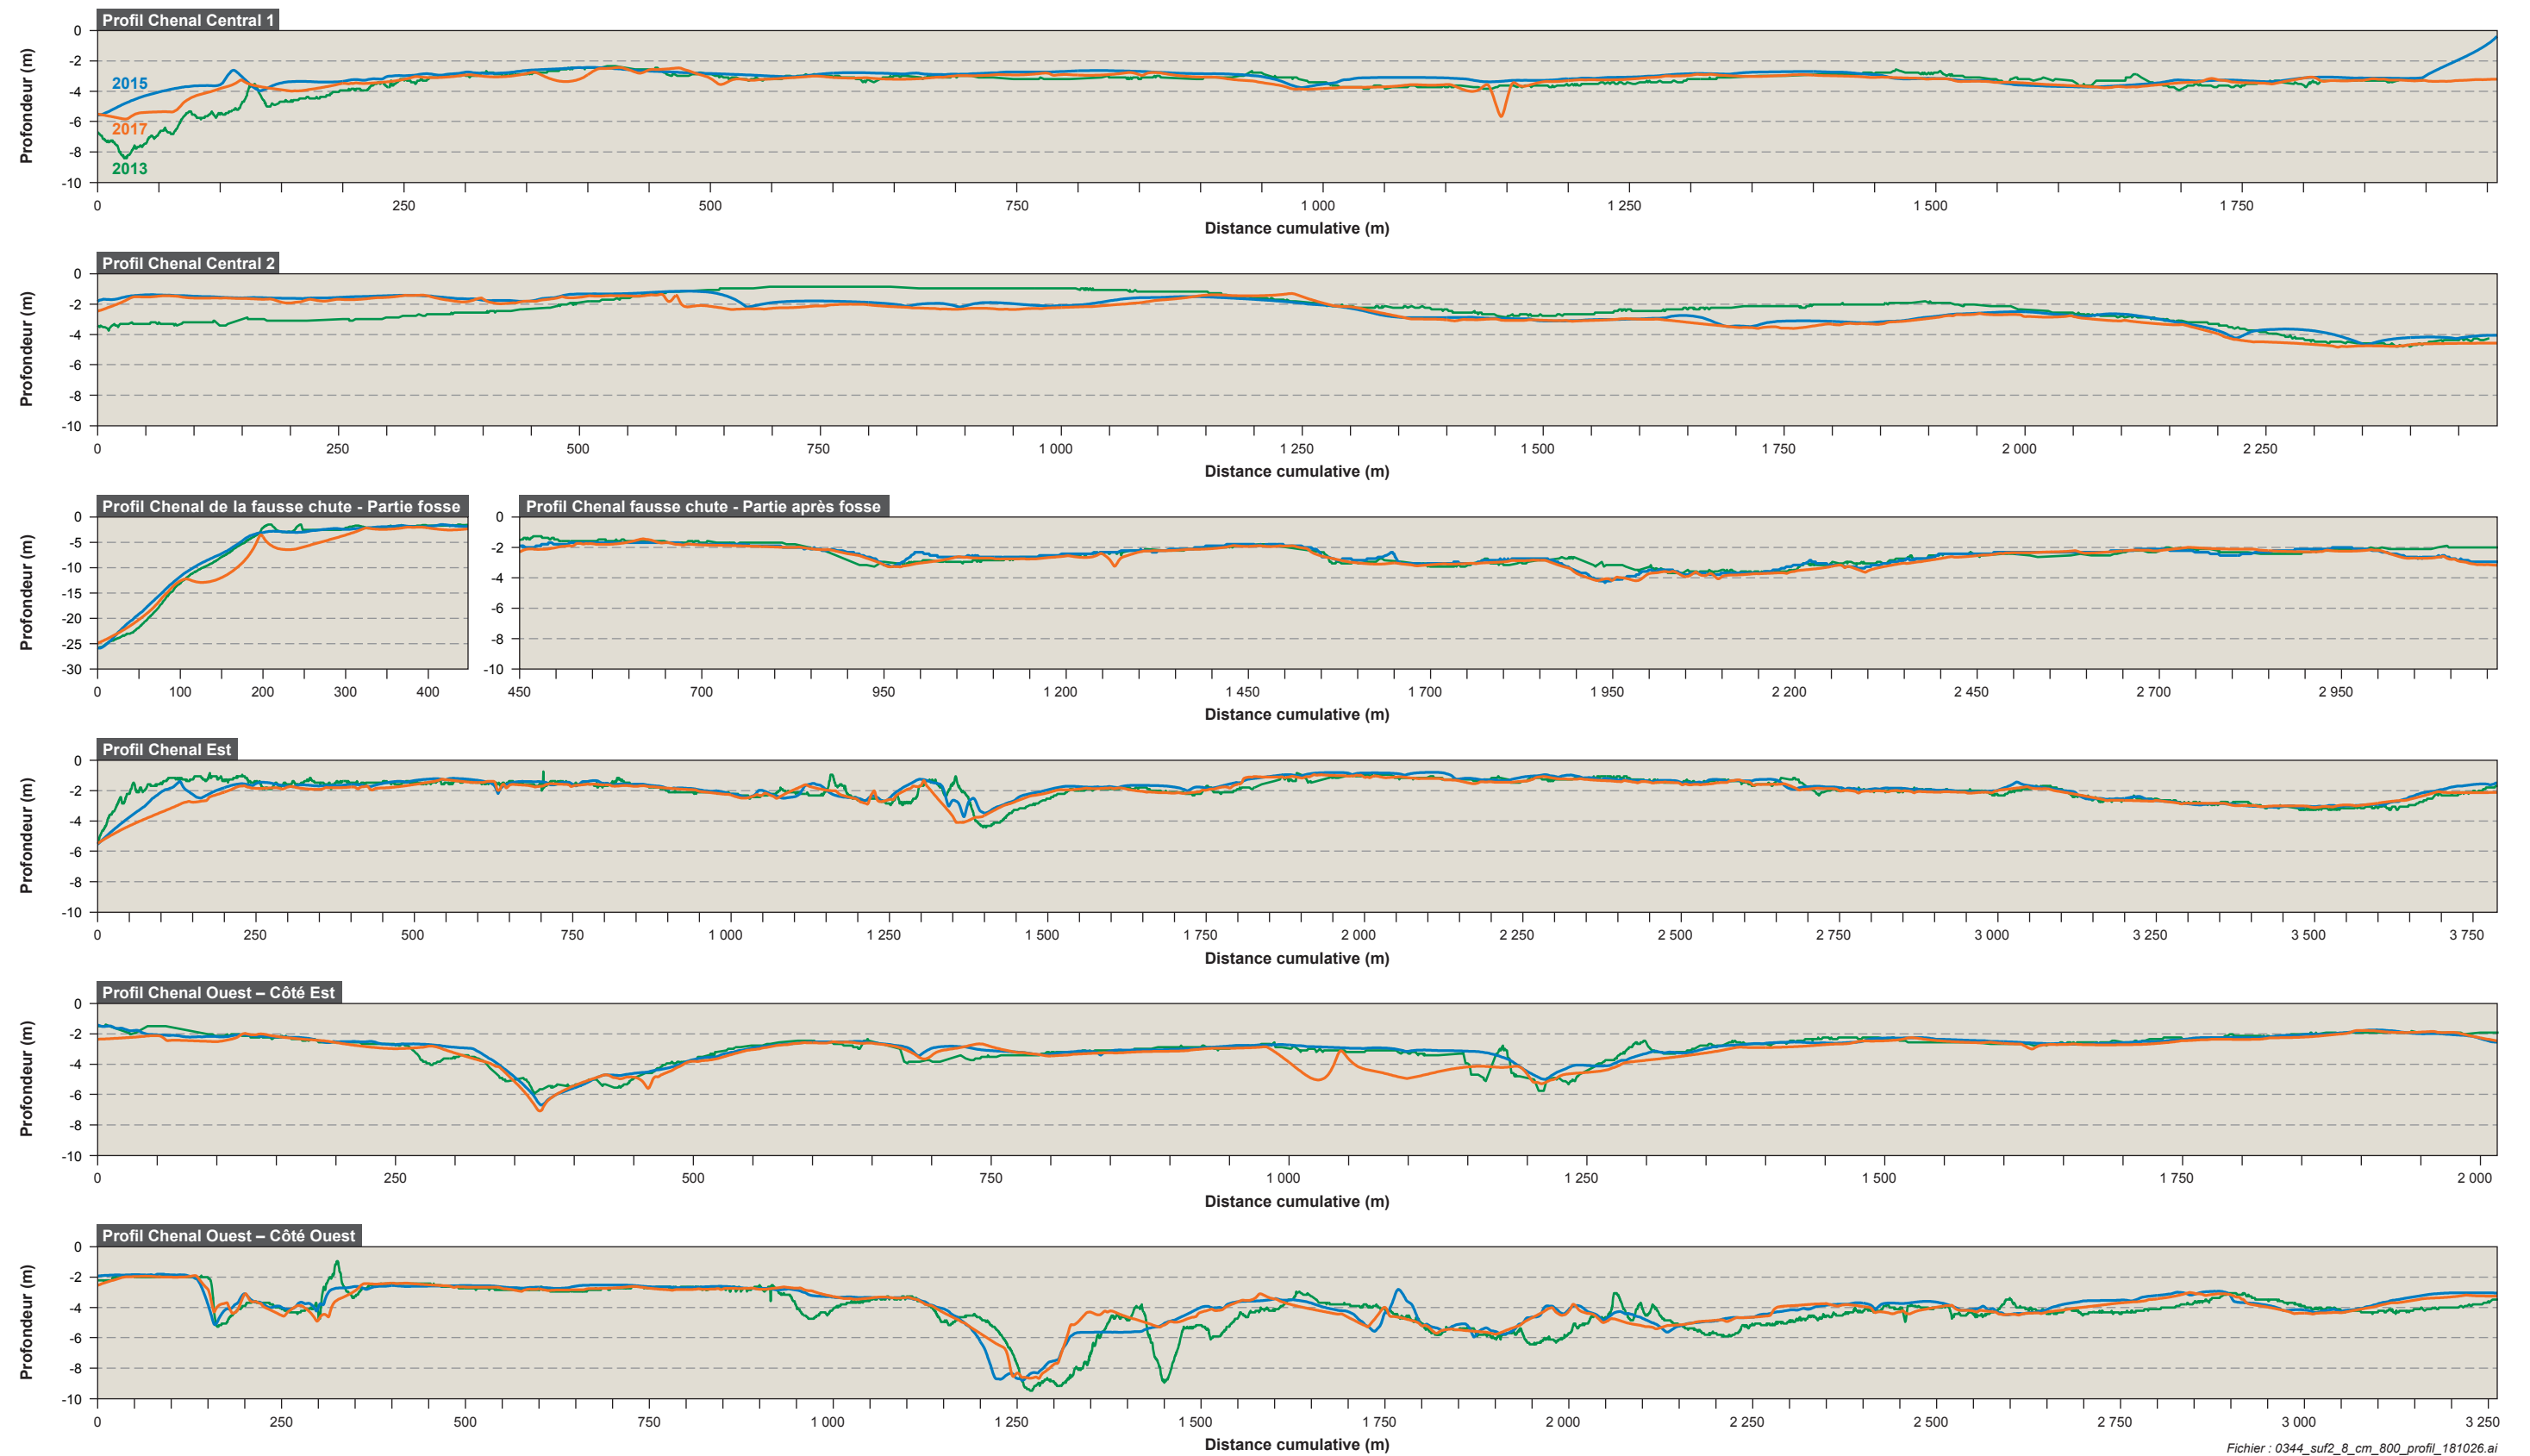 Profil Chenal Central 1
Profondeur (m)
0
-2
-4
-6
-8
-10
2015
2017
2013
0 250 500 750 1 000 1 250 1 500 1 750
Distance cumulative (m)
Profil Chenal Central 2
Profondeur (m)
0
-2
-4
-6
-8
-10
0 250 500 750 1 000 1 250 1 500 1 750 2 000 2 250
Distance cumulative (m)
Profil Chenal de la fausse chute - Partie fosse
Profondeur (m)
0
-5
-10
-15
-20
-25
-30
0 100 200 300 400
Profil Chenal fausse chute - Partie après fosse
0
-2
-4
-6
-8
-10
450 700 950 1 200 1 450 1 700 1 950 2 200 2 450 2 700 2 950
Distance cumulative (m)
Profil Chenal Est
Profondeur (m)
0
-2
-4
-6
-8
-10
0 250 500 750 1 000 1 250 1 500 1 750 2 000 2 250 2 500 2 750 3 000 3 250 3 500 3 750
Distance cumulative (m)
Profil Chenal Ouest – Côté Est
Profondeur (m)
0
-2
-4
-6
-8
-10
0 250 500 750 1 000 1 250 1 500 1 750 2 000
Distance cumulative (m)
Profil Chenal Ouest – Côté Ouest
Profondeur (m)
0
-2
-4
-6
-8
-10
0 250 500 750 1 000 1 250 1 500 1 750 2 000 2 250 2 500 2 750 3 000 3 250
Distance cumulative (m)
Fichier : 0344_suf2_8_cm_800_profil_181026.ai